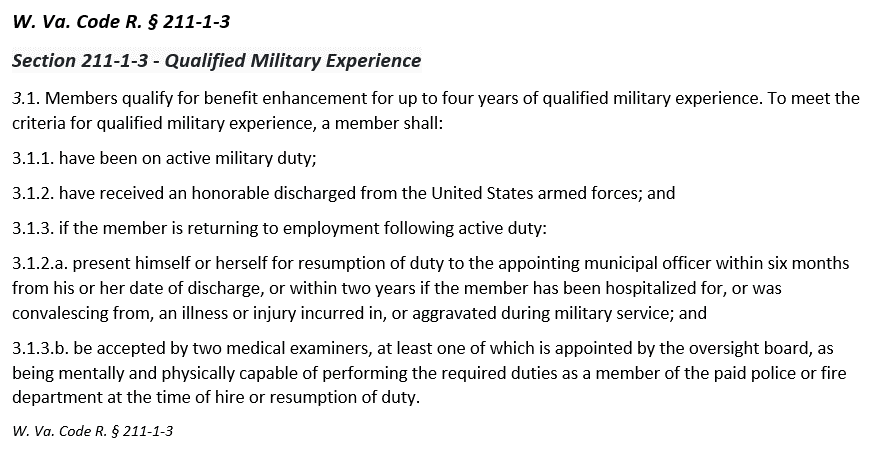 W. Va. Code R. § 211-1-3
Section 211-1-3 - Qualified Military Experience
3.1. Members qualify for benefit enhancement for up to four years of qualified military experience. To meet the
criteria for qualified military experience, a member shall:
3.1.1. have been on active military duty;
3.1.2. have received an honorable discharged from the United States armed forces; and
3.1.3. if the member is returning to employment following active duty:
3.1.2.a. present himself or herself for resumption of duty to the appointing municipal officer within six months
from his or her date of discharge, or within two years if the member has been hospitalized for, or was
convalescing from, an illness or injury incurred in, or aggravated during military service; and
3.1.3.b. be accepted by two medical examiners, at least one of which is appointed by the oversight board, as
being mentally and physically capable of performing the required duties as a member of the paid police or fire
department at the time of hire or resumption of duty.
W. Va. Code R. § 211-1-3